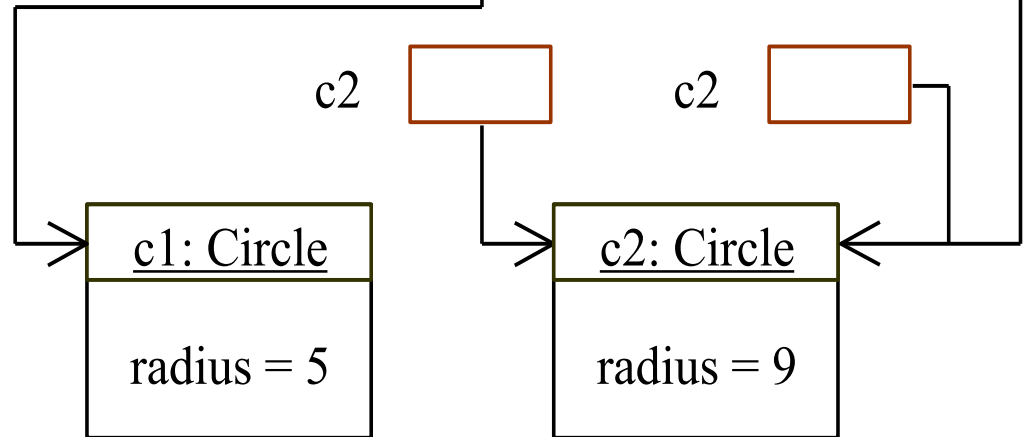 c2
c2
c1: Circle
c2: Circle
radius = 5
radius = 9